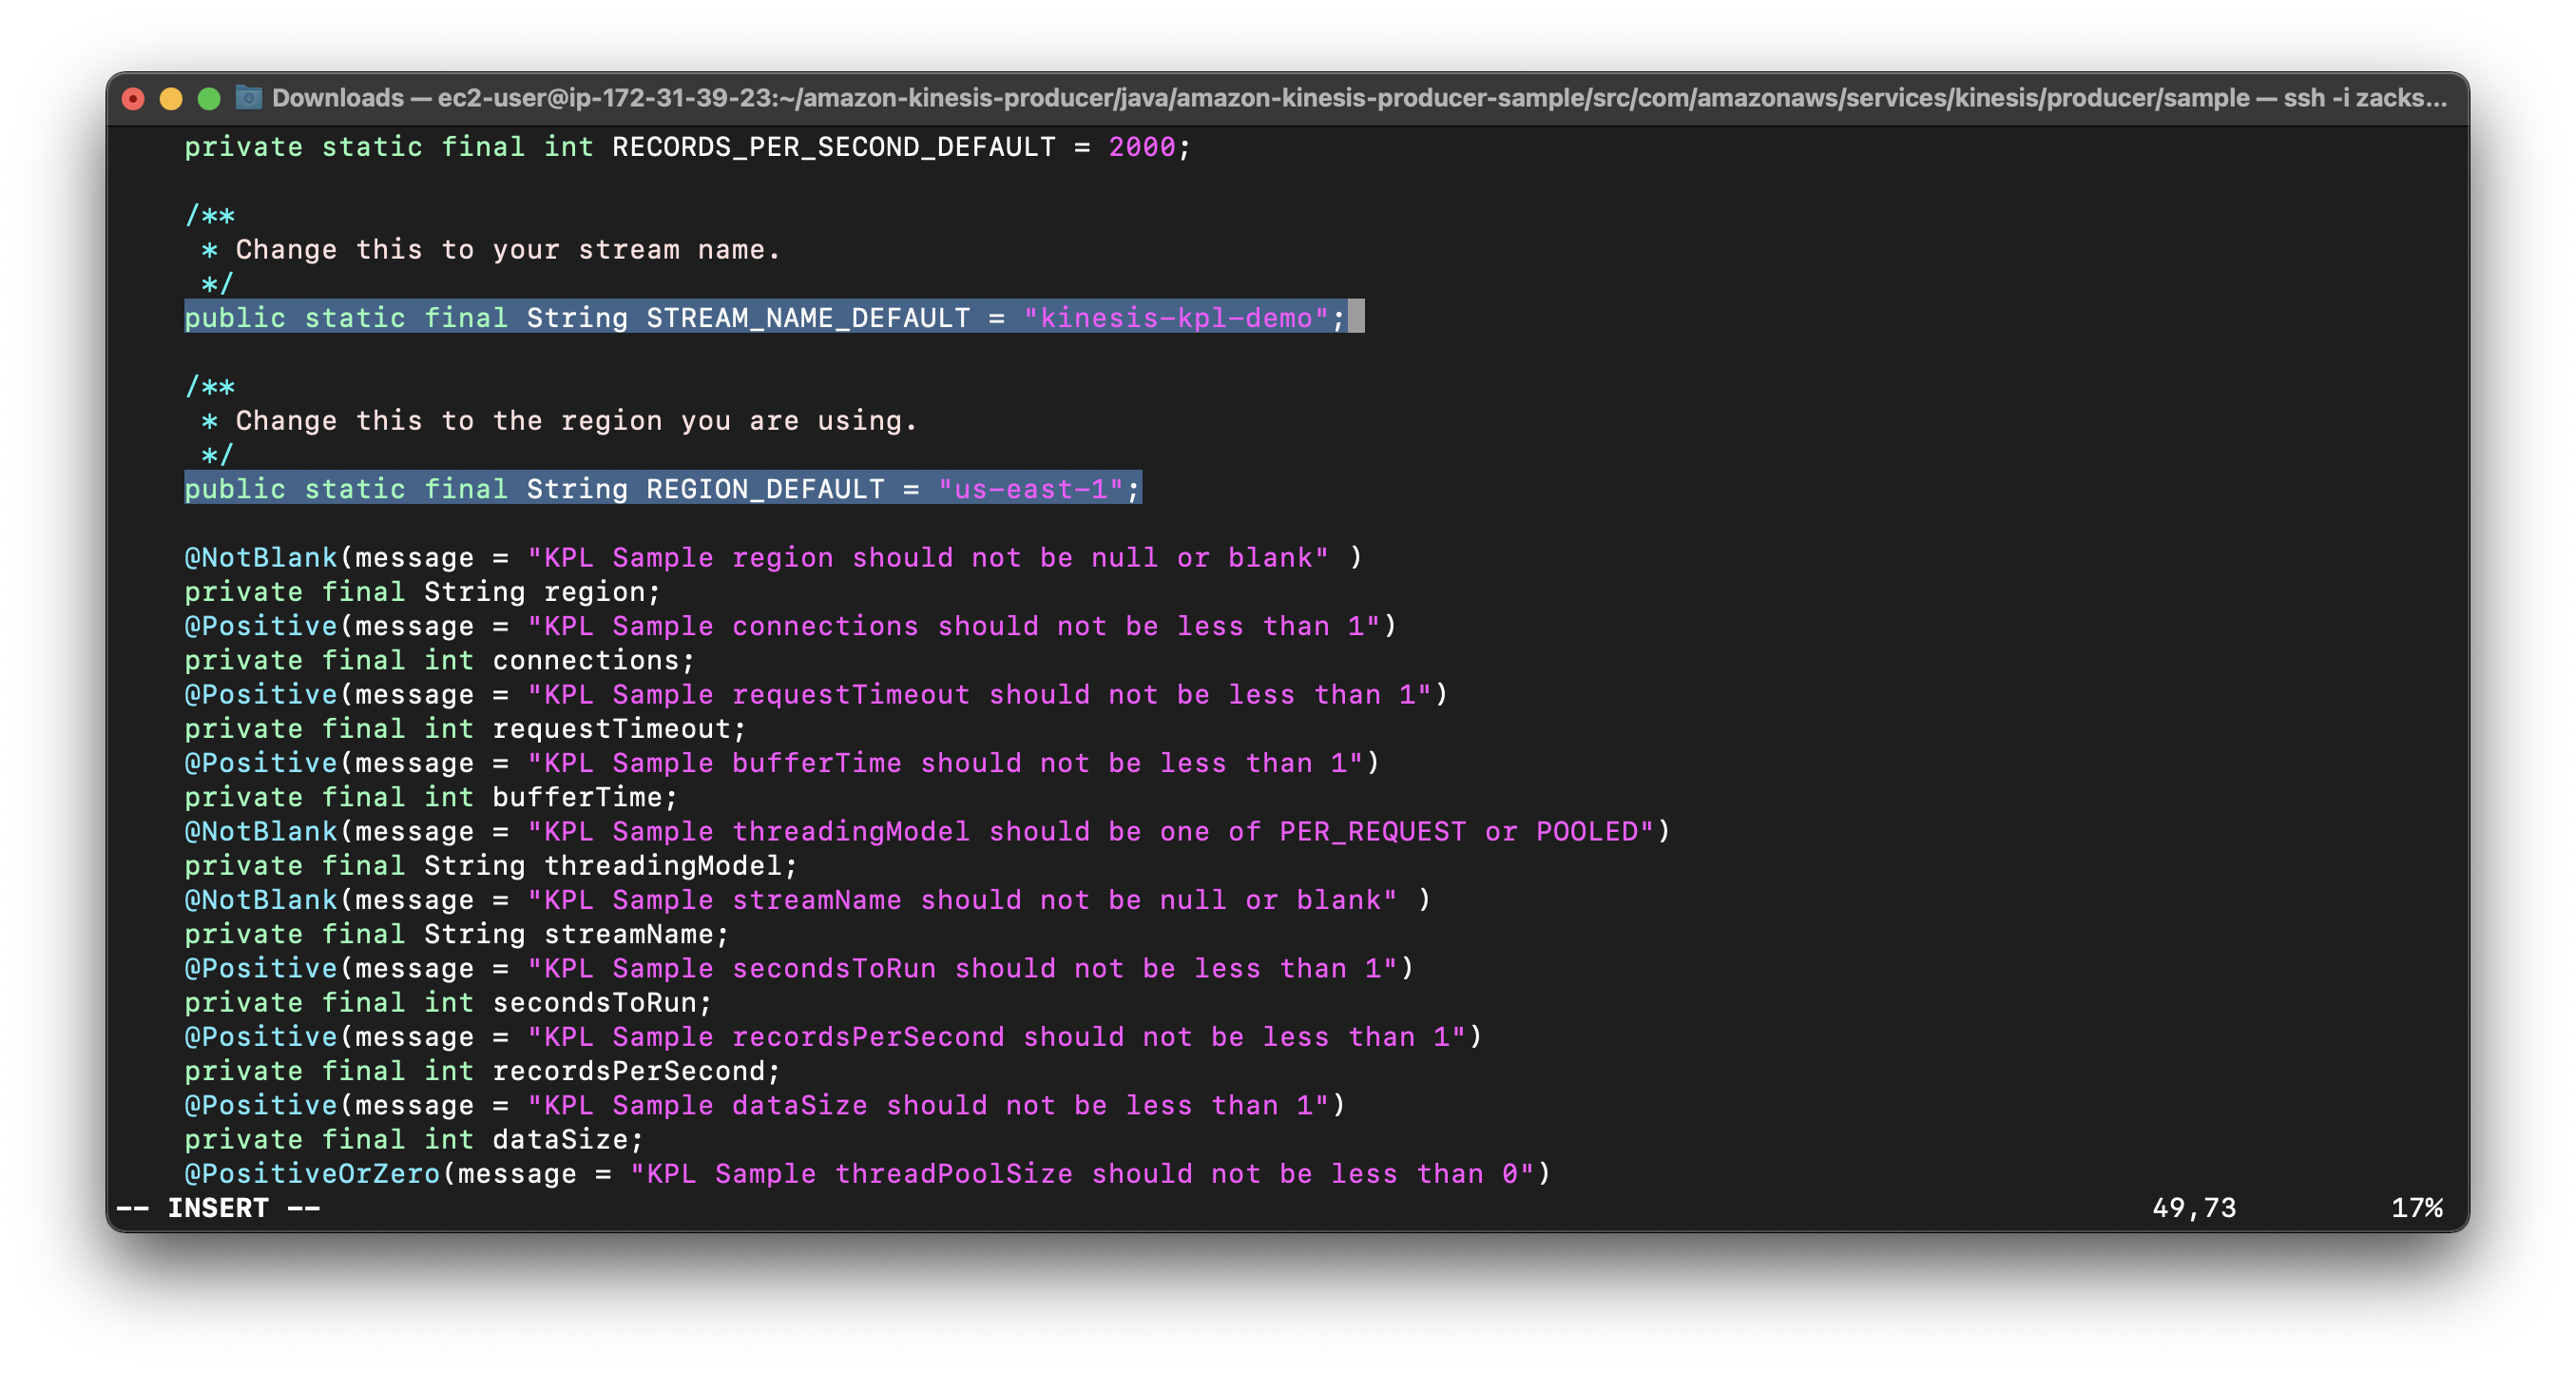 Downloads — ec2-user@ip-172-31-39-23:~/amazon-kinesis-producer/java/amazon-kinesis-producer-sample/src/com/amazonaws/services/kinesis/producer/sample — ssh -i zacks...
private static final int RECORDS_PER_SECOND_DEFAULT = 2000;
/**
* Change this to your stream name.
*/
public static final String STREAM_NAME_DEFAULT = "kinesis-kpl-demo";
/**
* Change this to the region you are using.
*/
public static final String REGION_DEFAULT = "us-east-1";
@NotBlank(message = "KPL Sample region should not be null or blank" )
private final String region;
@Positive(message = "KPL Sample connections should not be less than 1")
private final int connections;
@Positive(message = "KPL Sample requestTimeout should not be less than 1")
private final int requestTimeout;
@Positive(message = "KPL Sample bufferTime should not be less than 1")
private final int bufferTime;
@NotBlank(message = "KPL Sample threadingModel should be one of PER_REQUEST or POOLED")
private final String threadingModel;
@NotBlank(message = "KPL Sample streamName should not be null or blank" )
private final String streamName;
@Positive(message = "KPL Sample secondsToRun should not be less than 1")
private final int secondsToRun;
@Positive(message = "KPL Sample recordsPerSecond should not be less than 1")
private final int recordsPerSecond;
@Positive(message = "KPL Sample dataSize should not be less than 1")
private final int dataSize;
@PositiveOrZero(message = "KPL Sample threadPoolSize should not be less than 0")
-- INSERT -- 49,73 17%